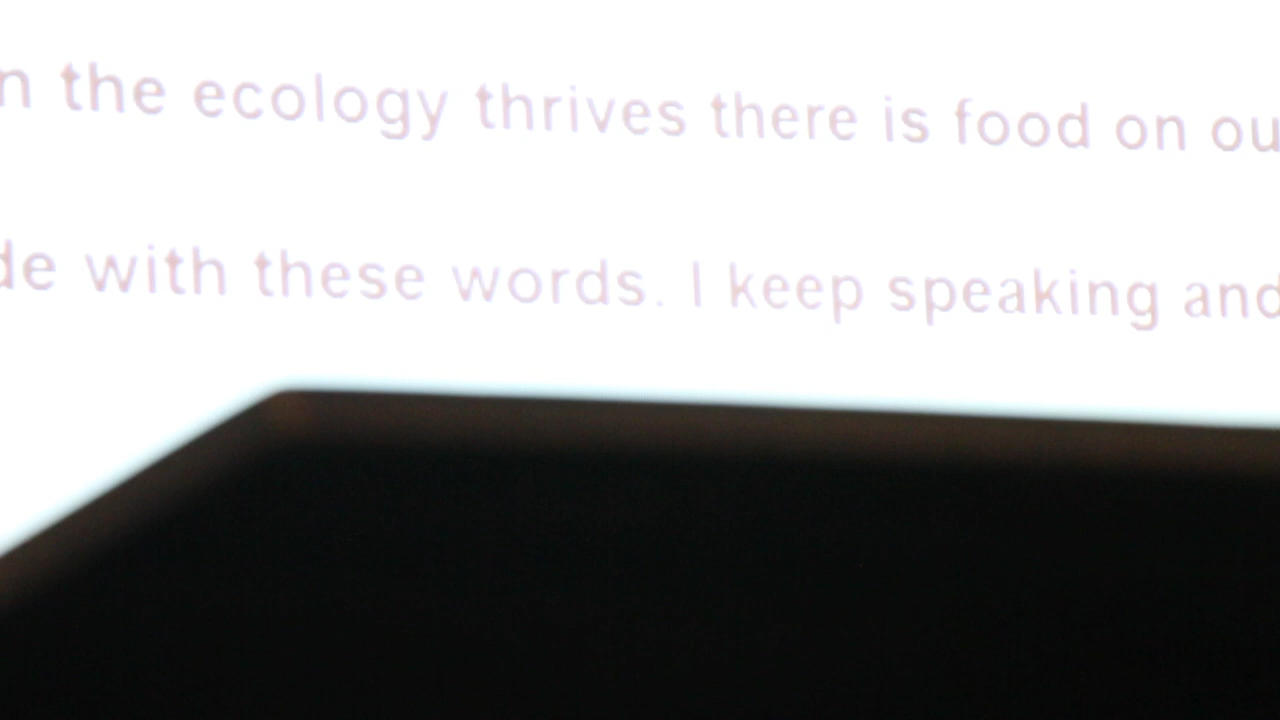 n the ecology thrives there is food on ou
de with these words. I keep speaking and